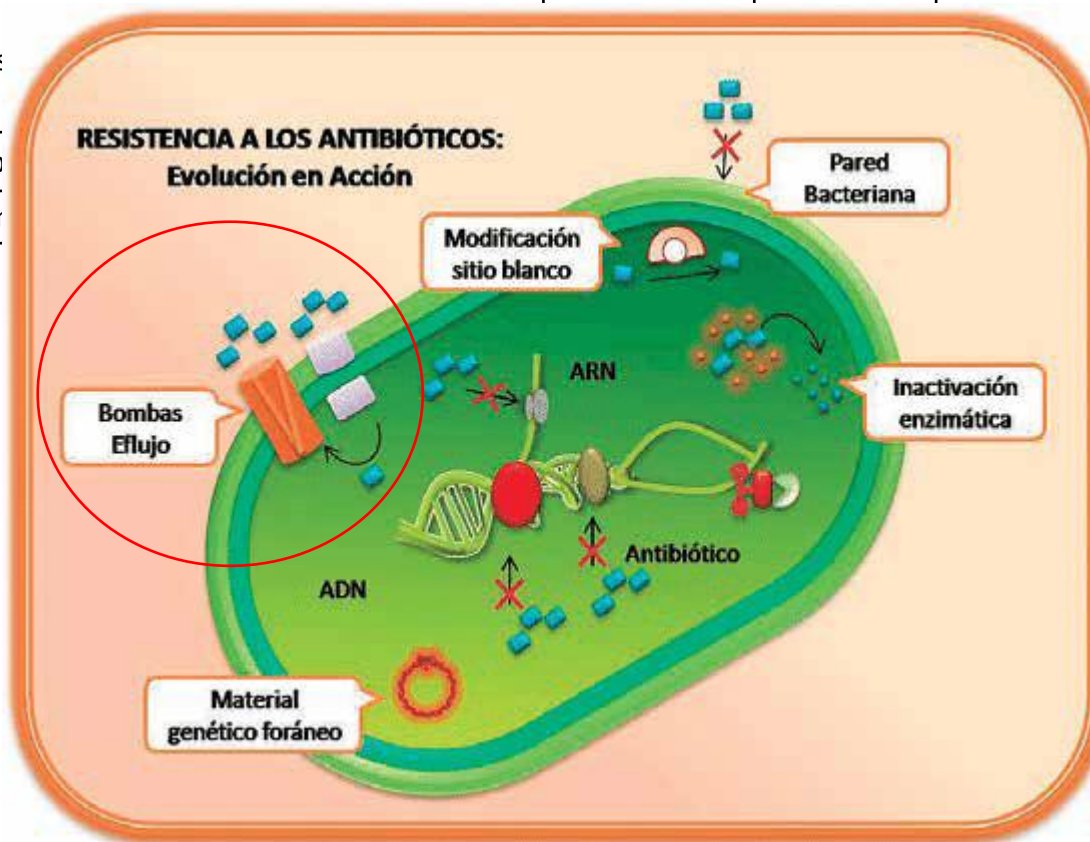 RESISTENCIA A LOS ANTIBIÓTICOS:
Evolución en Acción
Pared
Bacteriana
Modificación
sitio blanco
ARN
Inactivación
enzimática
Bombas
Eflujo
Antibiótico
ADN
Material
genético foráneo